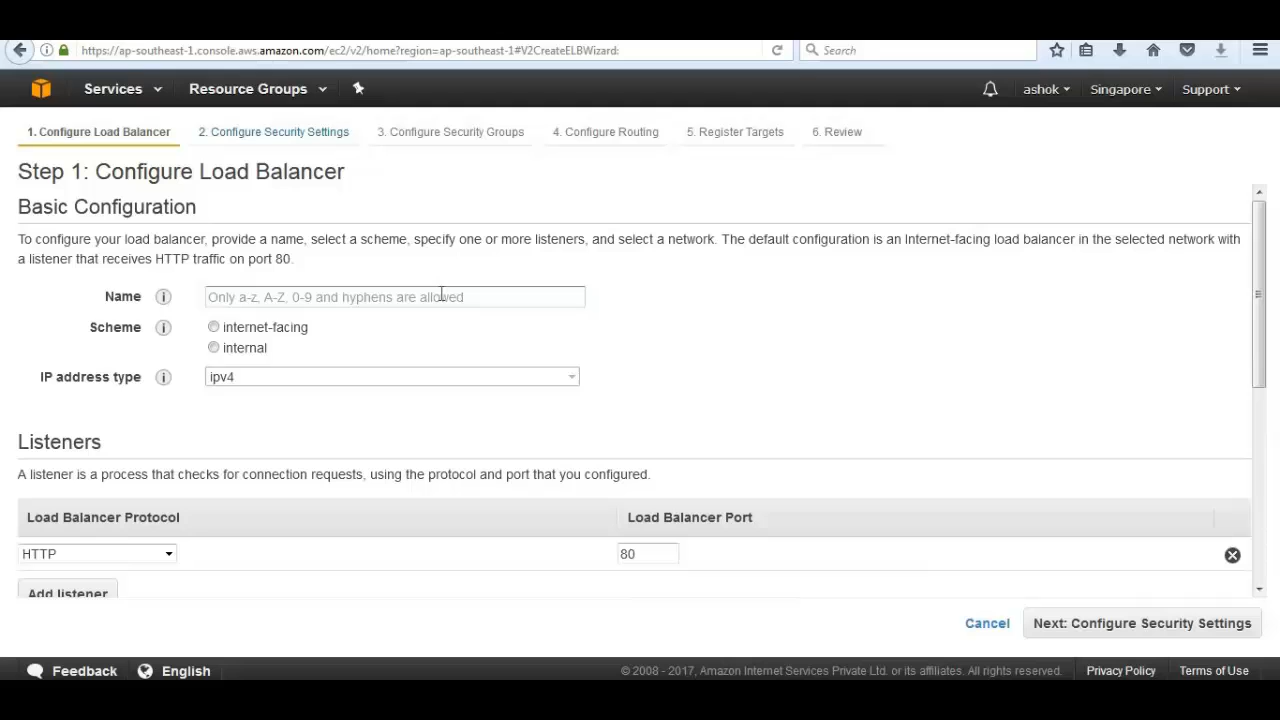 https://ap-southeast-1.console.aws.amazon.com/ec2/v2/home?region=ap-southeast-1#V2CreateELBWizard:
Search
Services
Resource Groups
ashok
Singapore
Support
1. Configure Load Balancer
2. Configure Security Settings
3. Configure Security Groups
4. Configure Routing
5. Register Targets
6. Review
Step 1: Configure Load Balancer
Basic Configuration
To configure your load balancer, provide a name, select a scheme, specify one or more listeners, and select a network. The default configuration is an Internet-facing load balancer in the selected network with
a listener that receives HTTP traffic on port 80.
Name
Only a-z, A-Z, 0-9 and hyphens are allowed
Scheme
internet-facing
internal
IP address type
ipv4
Listeners
A listener is a process that checks for connection requests, using the protocol and port that you configured.
Load Balancer Protocol
Load Balancer Port
HTTP
80
Add listener
Cancel
Next: Configure Security Settings
Feedback
English
© 2008 - 2017, Amazon Internet Services Private Ltd. or its affiliates. All rights reserved.
Privacy Policy
Terms of Use